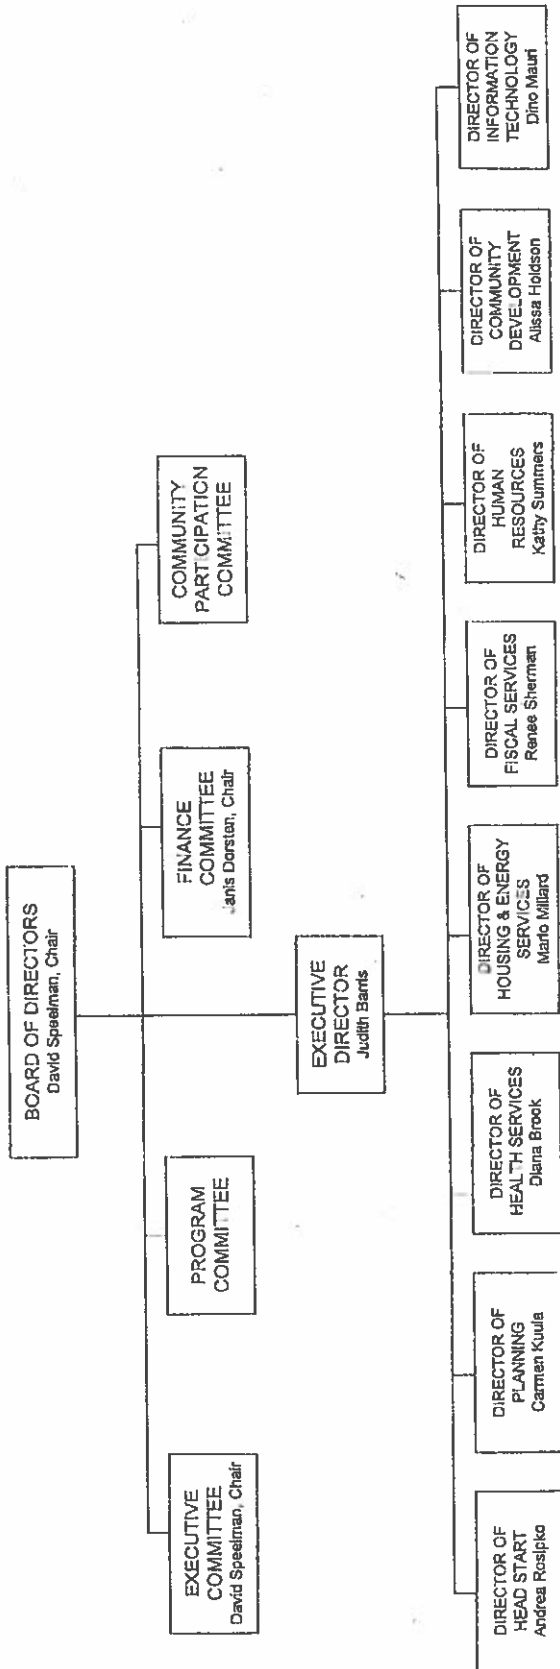 BOARD OF DIRECTORS
David Speelman, Chair
EXECUTIVE
COMMITTEE
David Speelman, Chair
PROGRAM
COMMITTEE
FINANCE
COMMITTEE
Janis Dorsten, Chair
COMMUNITY
PARTICIPATION
COMMITTEE
EXECUTIVE
DIRECTOR
Judith Barris
DIRECTOR OF
HEAD START
Andrea Rosipko
DIRECTOR OF
PLANNING
Carmen Kuula
DIRECTOR OF
HEALTH SERVICES
Diana Brook
DIRECTOR OF
HOUSING & ENERGY
SERVICES
Mario Millard
DIRECTOR OF
FISCAL SERVICES
Renee Sherman
DIRECTOR OF
HUMAN
RESOURCES
Kathy Summers
DIRECTOR OF
COMMUNITY
DEVELOPMENT
Alissa Holdson
DIRECTOR OF
INFORMATION
TECHNOLOGY
Dino Mauri